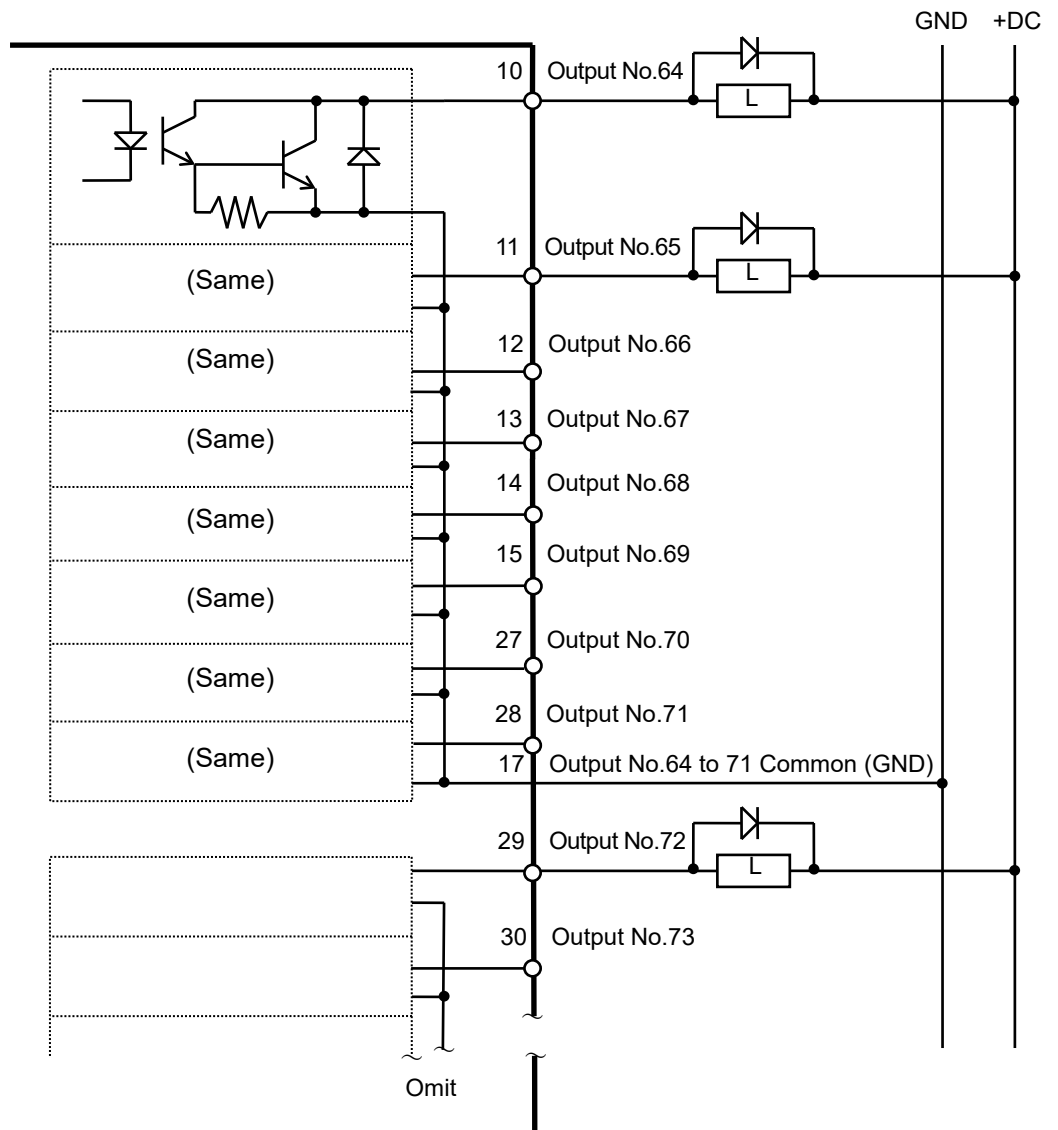 GND +DC
10 Output No.64
L
11 Output No.65
L
(Same)
12 Output No.66
(Same)
13 Output No.67
(Same)
14 Output No.68
(Same)
15 Output No.69
(Same)
27 Output No.70
(Same)
28 Output No.71
(Same)
17 Output No.64 to 71 Common (GND)
29 Output No.72
L
30 Output No.73
Omit